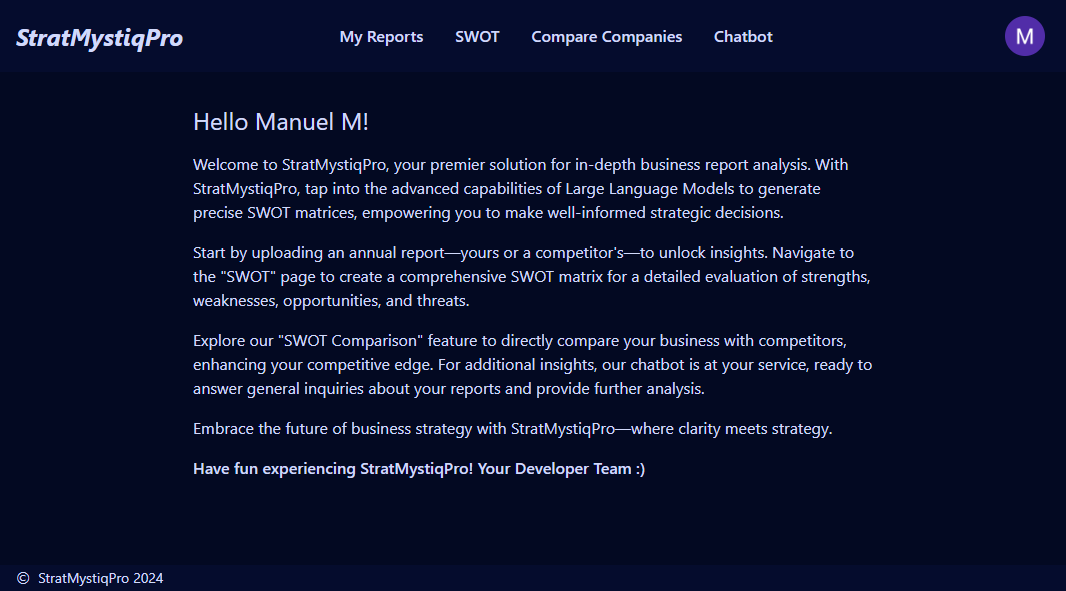 StratMystiqPro
My Reports
SWOT
Compare Companies
Chatbot
M
Hello Manuel M!
Welcome to StratMystiqPro, your premier solution for in-depth business report analysis. With
StratMystiqPro, tap into the advanced capabilities of Large Language Models to generate
precise SWOT matrices, empowering you to make well-informed strategic decisions.
Start by uploading an annual report—yours or a competitor's—to unlock insights. Navigate to
the "SWOT" page to create a comprehensive SWOT matrix for a detailed evaluation of strengths,
weaknesses, opportunities, and threats.
Explore our "SWOT Comparison" feature to directly compare your business with competitors,
enhancing your competitive edge. For additional insights, our chatbot is at your service, ready to
answer general inquiries about your reports and provide further analysis.
Embrace the future of business strategy with StratMystiqPro—where clarity meets strategy.
Have fun experiencing StratMystiqPro! Your Developer Team :)
© StratMystiqPro 2024